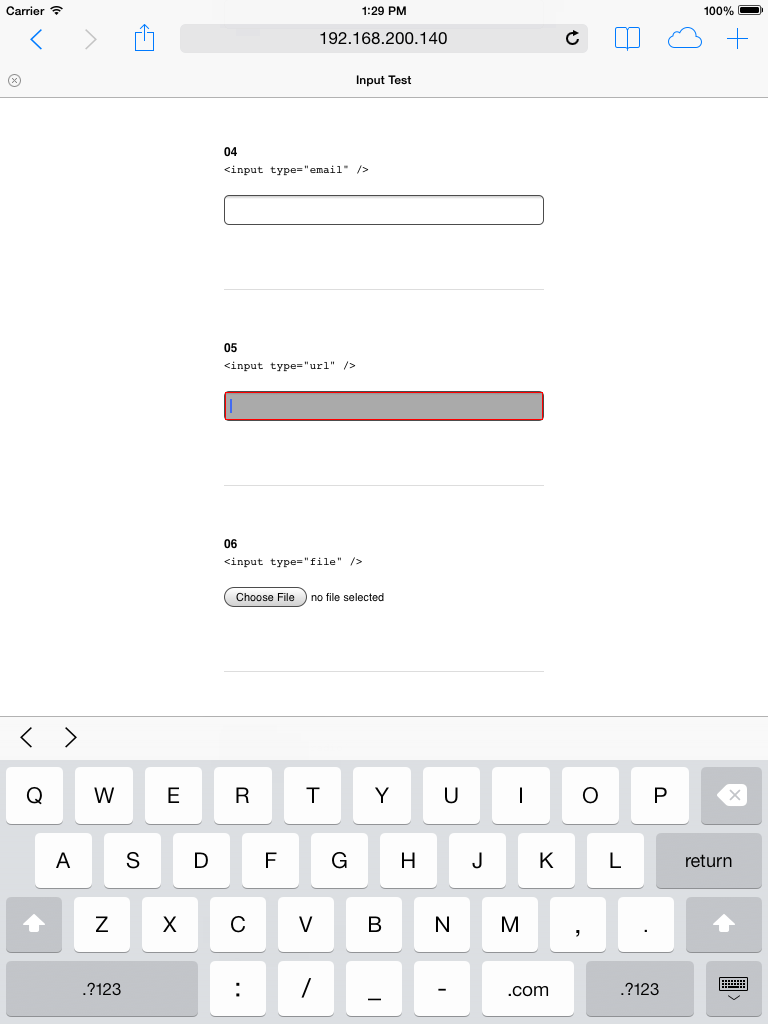 Carrier 1:29 PM 100%
192.168.200.140
Input Test
04
<input type="email" />
05
<input type="url" />
06
<input type="file" />
Choose File no file selected
Q W E R T Y U I O P
A S D F G H J K L return
Z X C V B N M , .
.?123 : / _ - .com .?123